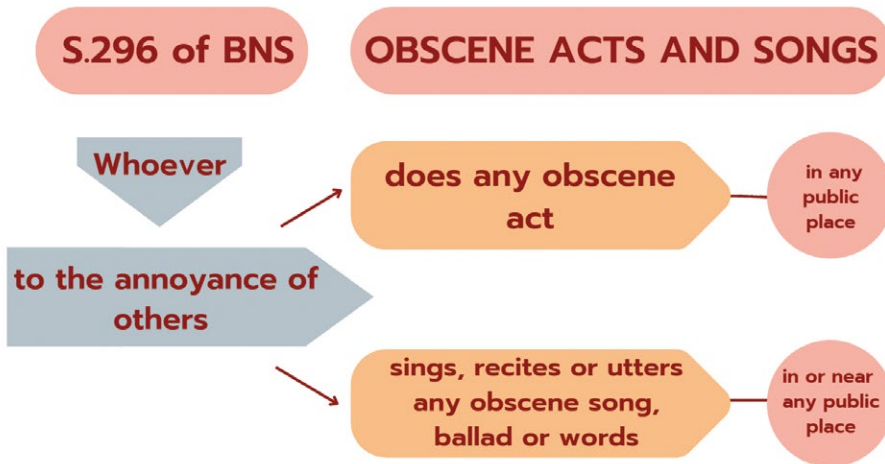 S.296 of BNS
OBSCENE ACTS AND SONGS
Whoever
to the annoyance of
others
does any obscene
act
in any
public
place
sings, recites or utters
any obscene song,
ballad or words
in or near
any public
place